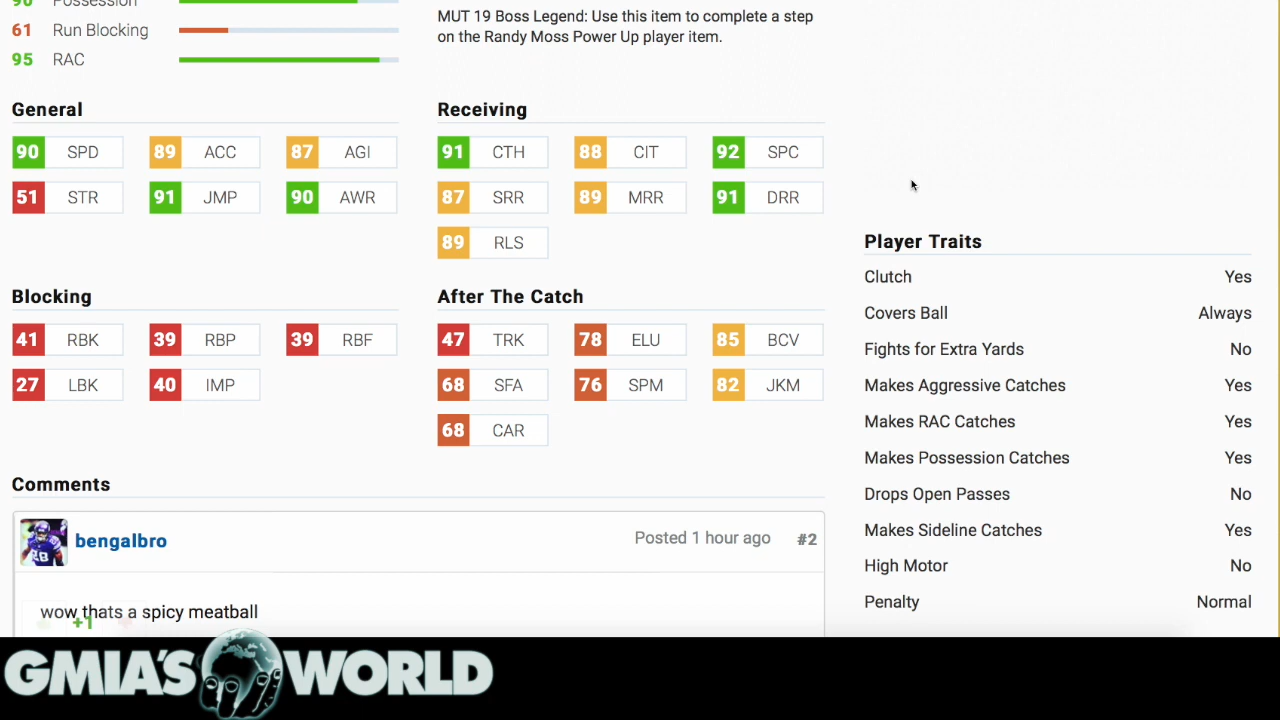 90 Possession
61 Run Blocking
95 RAC
MUT 19 Boss Legend: Use this item to complete a step
on the Randy Moss Power Up player item.
General
90 SPD 89 ACC 87 AGI
51 STR 91 JMP 90 AWR
Receiving
91 CTH 88 CIT 92 SPC
87 SRR 89 MRR 91 DRR
89 RLS
Blocking
41 RBK 39 RBP 39 RBF
27 LBK 40 IMP
After The Catch
47 TRK 78 ELU 85 BCV
68 SFA 76 SPM 82 JKM
68 CAR
Player Traits
Clutch Yes
Covers Ball Always
Fights for Extra Yards No
Makes Aggressive Catches Yes
Makes RAC Catches Yes
Makes Possession Catches Yes
Drops Open Passes No
Makes Sideline Catches Yes
High Motor No
Penalty Normal
Comments
bengalbro Posted 1 hour ago #2
wow thats a spicy meatball
+1
GMIA'S WORLD